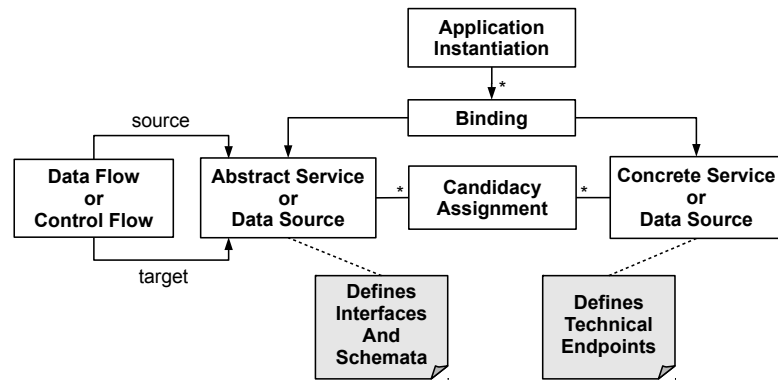 Application
Instantiation
*
Binding
source
Data Flow
or
Control Flow
target
Abstract Service
or
Data Source
*
Candidacy
Assignment
*
Concrete Service
or
Data Source
Defines
Interfaces
And
Schemata
Defines
Technical
Endpoints